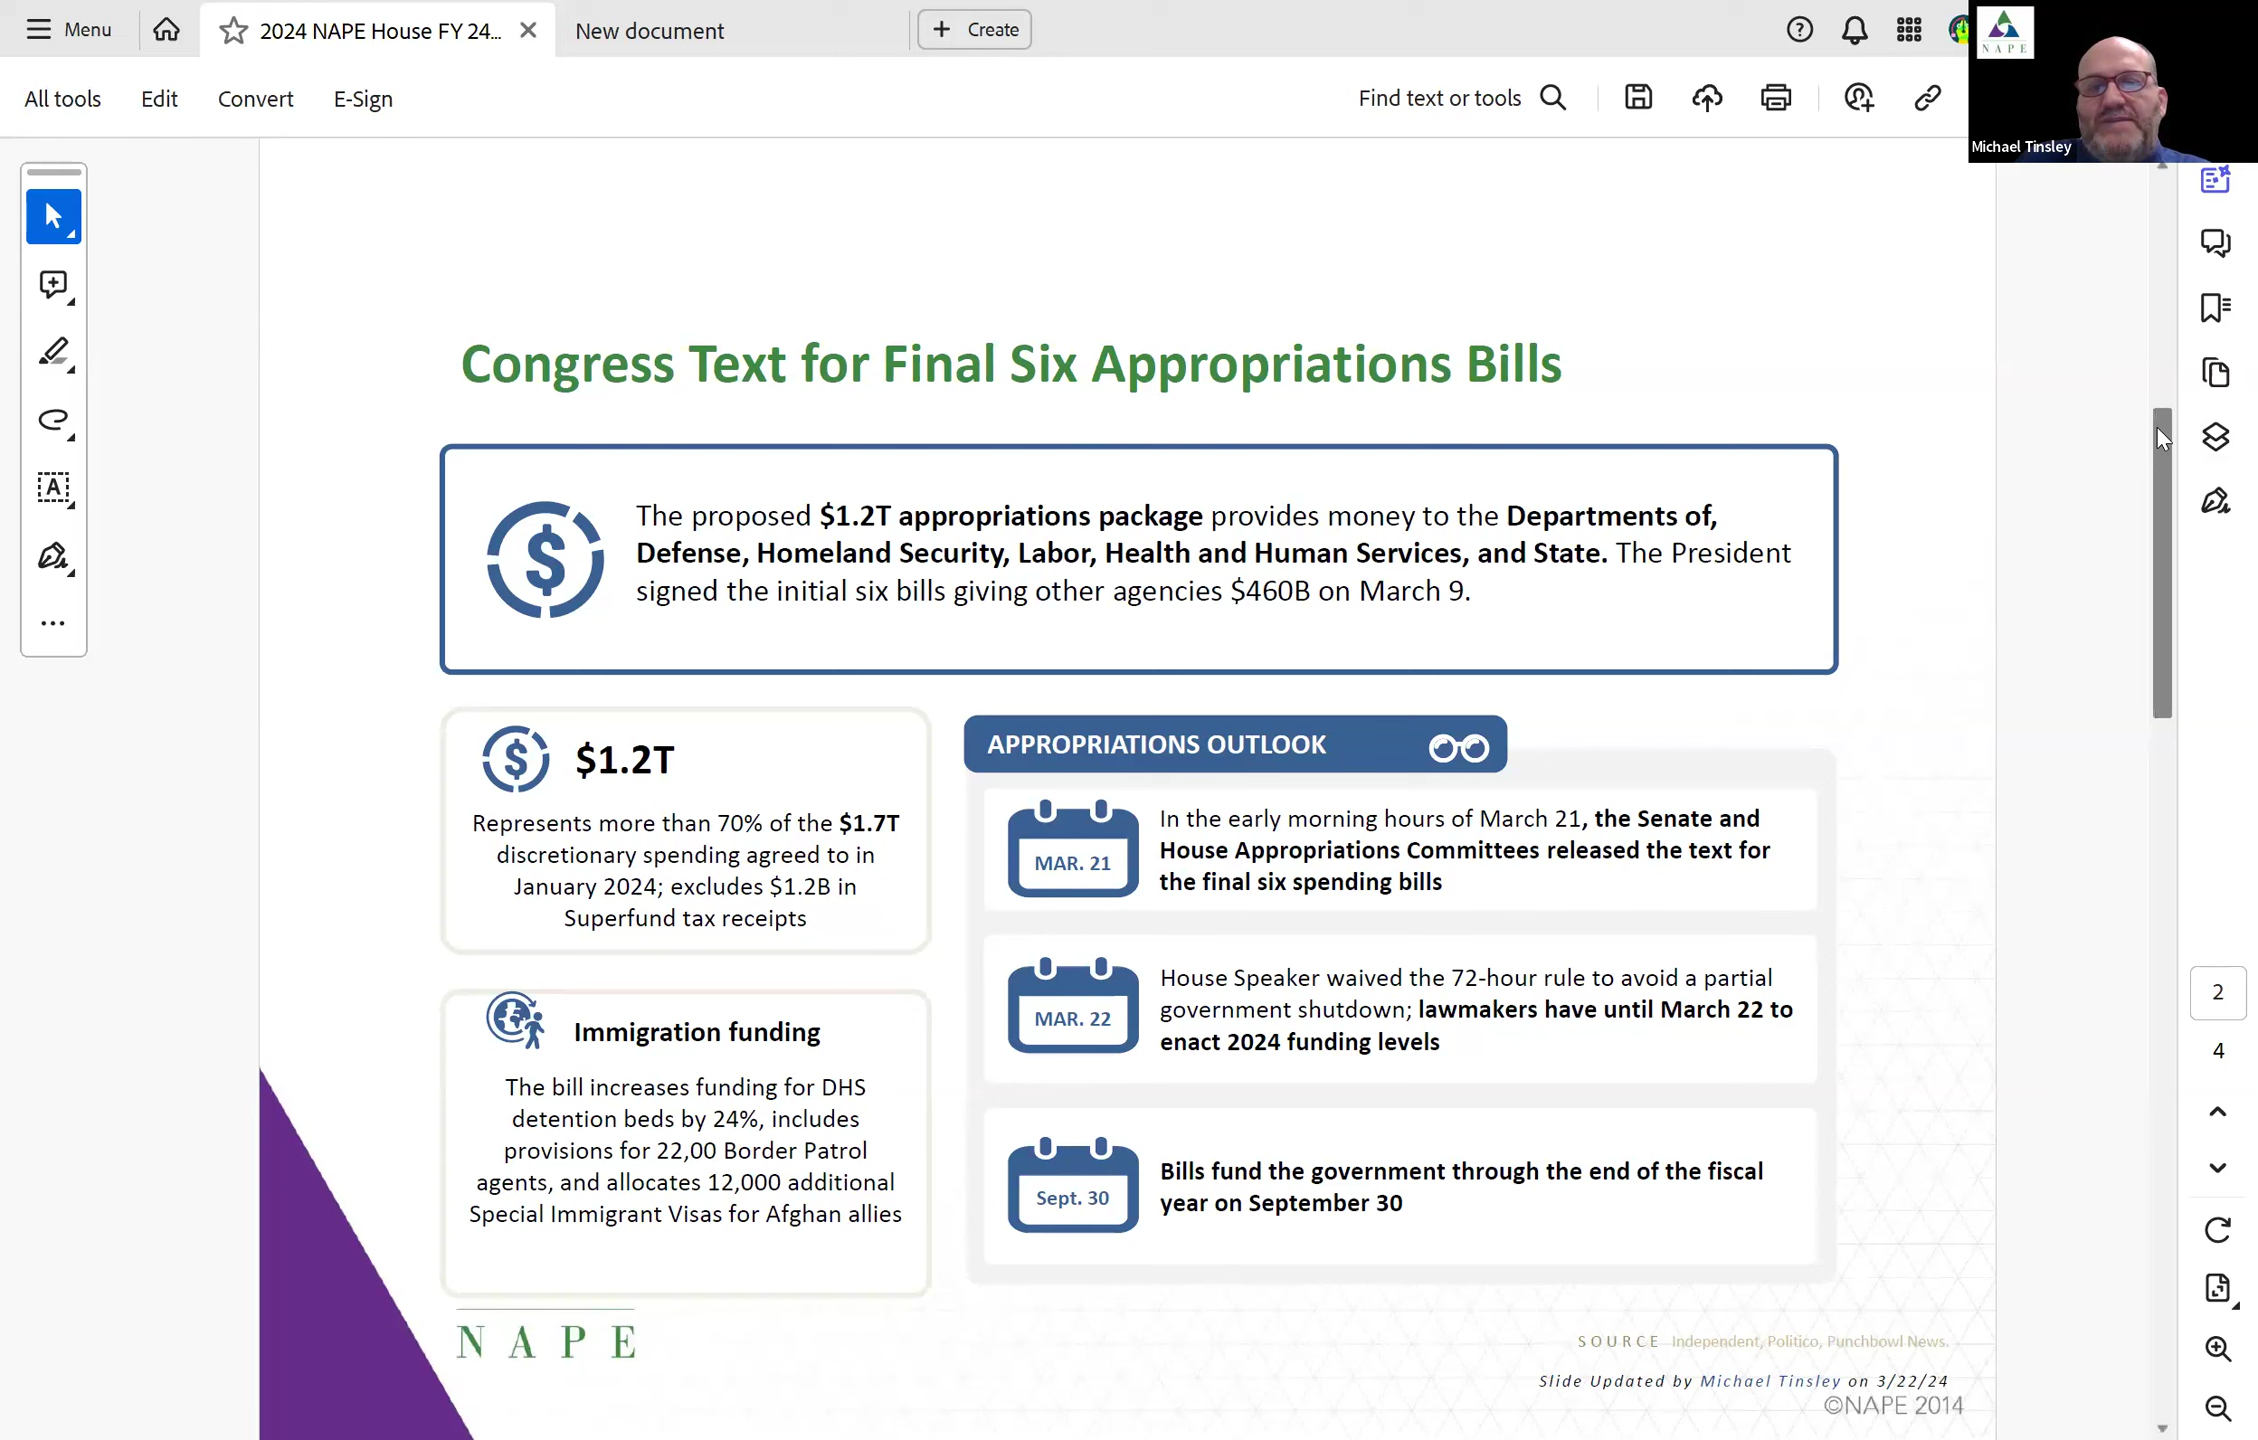 Menu
2024 NAPE House FY 24...
New document
Create
All tools
Edit
Convert
E-Sign
Find text or tools
NAPE
Michael Tinsley
Congress Text for Final Six Appropriations Bills
The proposed $1.2T appropriations package provides money to the Departments of,
Defense, Homeland Security, Labor, Health and Human Services, and State. The President
signed the initial six bills giving other agencies $460B on March 9.
$1.2T
Represents more than 70% of the $1.7T
discretionary spending agreed to in
January 2024; excludes $1.2B in
Superfund tax receipts
Immigration funding
The bill increases funding for DHS
detention beds by 24%, includes
provisions for 22,00 Border Patrol
agents, and allocates 12,000 additional
Special Immigrant Visas for Afghan allies
APPROPRIATIONS OUTLOOK
MAR. 21
In the early morning hours of March 21, the Senate and
House Appropriations Committees released the text for
the final six spending bills
MAR. 22
House Speaker waived the 72-hour rule to avoid a partial
government shutdown; lawmakers have until March 22 to
enact 2024 funding levels
Sept. 30
Bills fund the government through the end of the fiscal
year on September 30
NAPE
SOURCE Independent, Politico, Punchbowl News.
Slide Updated by Michael Tinsley on 3/22/24
©NAPE 2014
2
4